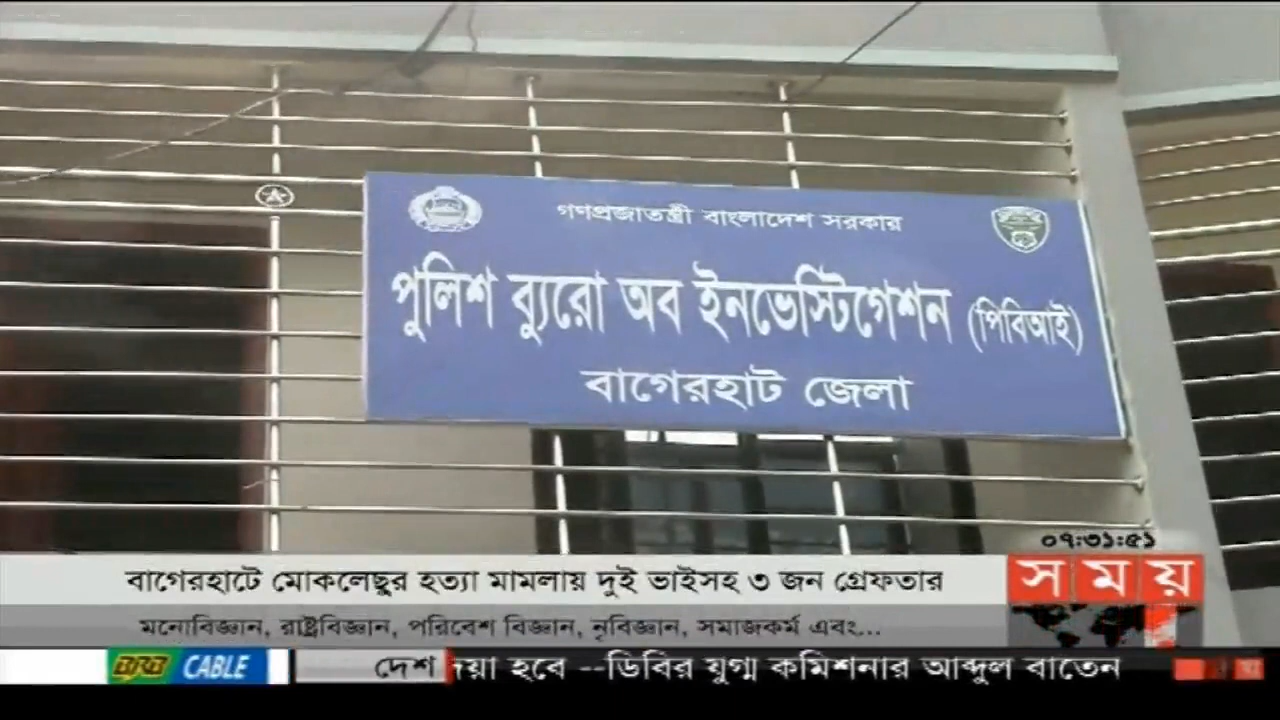 গণপ্রজাতন্ত্রী বাংলাদেশ সরকার
পুলিশ ব্যুরো অব ইনভেস্টিগেশন (পিবিআই)
বাগেরহাট জেলা
০৭:৩১:৫১
বাগেরহাটে মোকলেছুর হত্যা মামলায় দুই ভাইসহ ৩ জন গ্রেফতার
সময়
মনোবিজ্ঞান, রাষ্ট্রবিজ্ঞান, পরিবেশ বিজ্ঞান, নৃবিজ্ঞান, সমাজকর্ম এবং...
BRB CABLE
দেশ য়া হবে --ডিবির যুগ্ম কমিশনার আব্দুল বাতেন